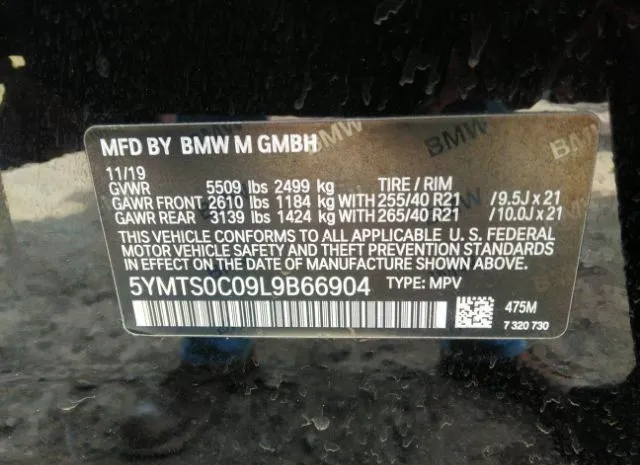 MFD BY BMW M GMBH
11/19
GVWR 5509 lbs 2499 kg TIRE / RIM
GAWR FRONT 2610 lbs 1184 kg WITH 255/40 R21 /9.5J x 21
GAWR REAR 3139 lbs 1424 kg WITH 265/40 R21 /10.0J x 21
THIS VEHICLE CONFORMS TO ALL APPLICABLE U. S. FEDERAL
MOTOR VEHICLE SAFETY AND THEFT PREVENTION STANDARDS
IN EFFECT ON THE DATE OF MANUFACTURE SHOWN ABOVE.
5YMTS0C09L9B66904 TYPE: MPV
475M
7 320 730
BMW
BMW